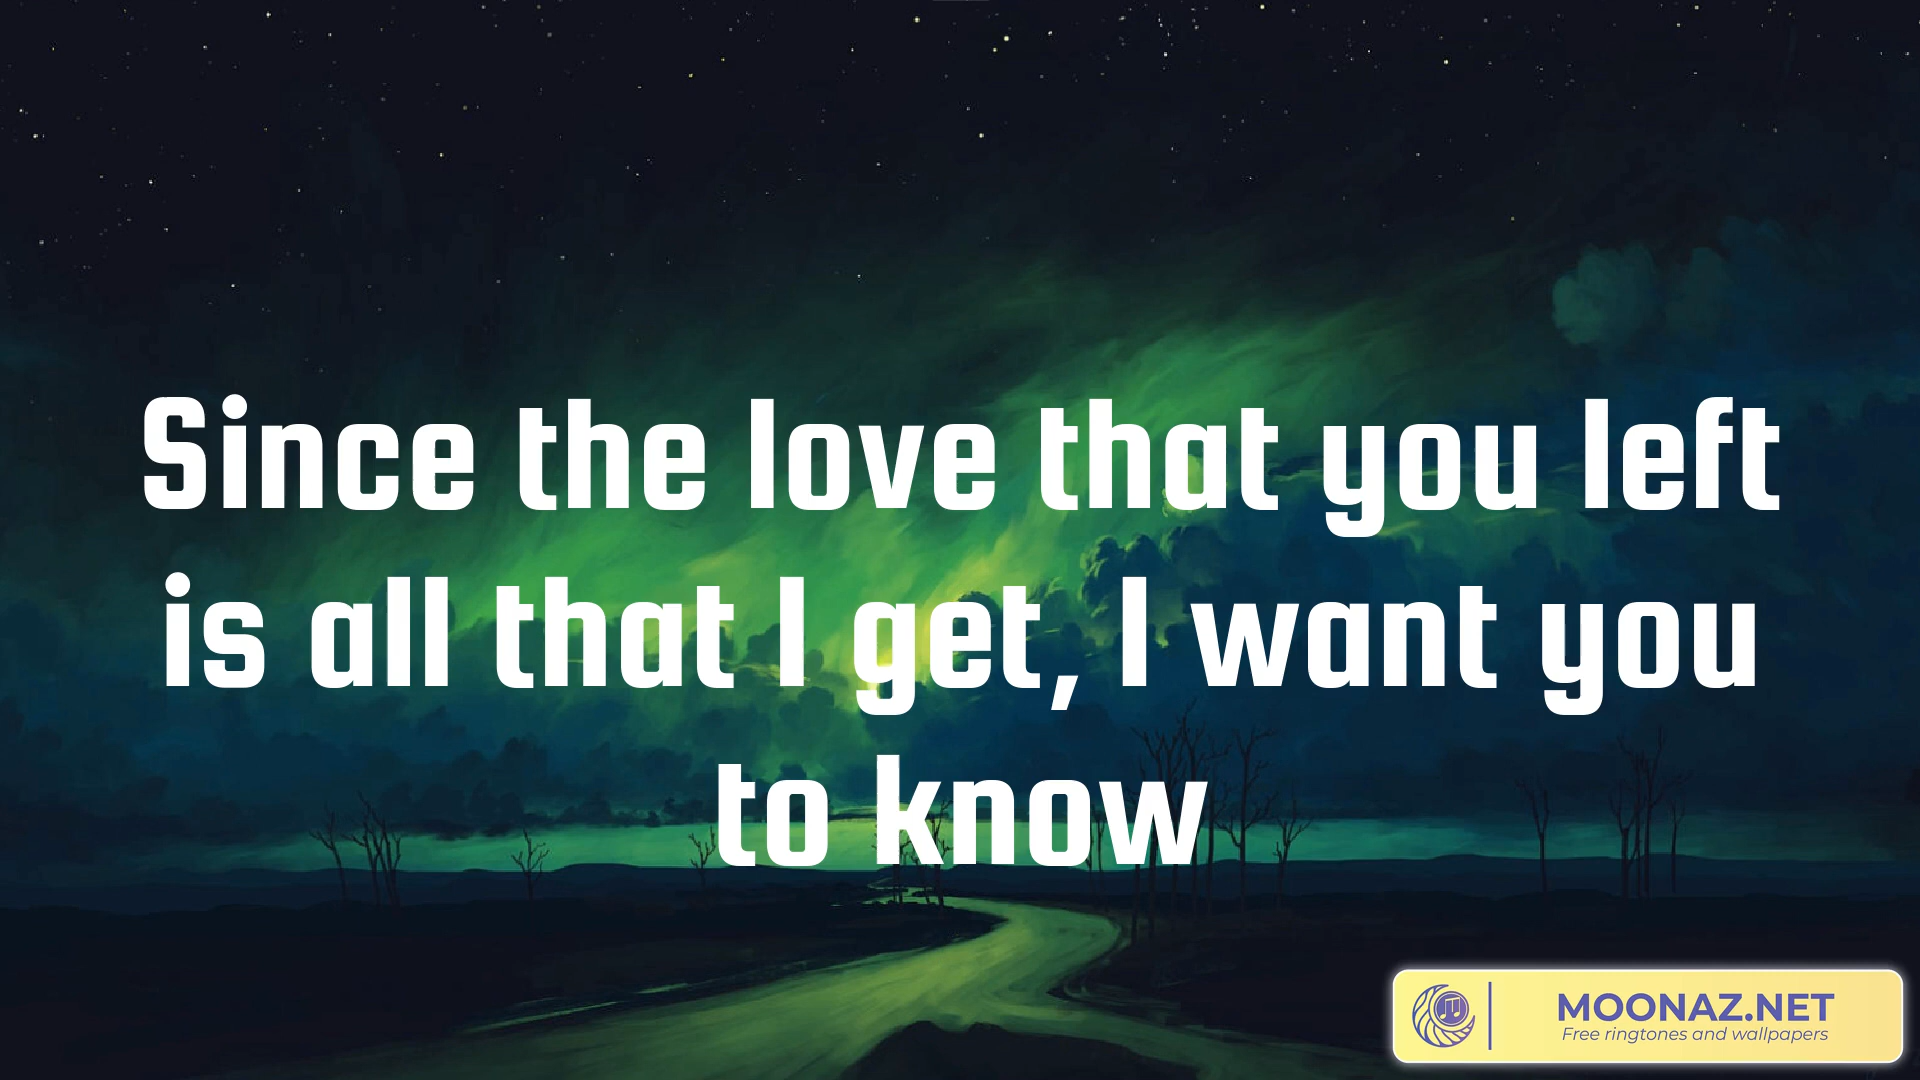 Since the love that you left
is all that I get, I want you
to know
MOONAZ.NET
Free ringtones and wallpapers